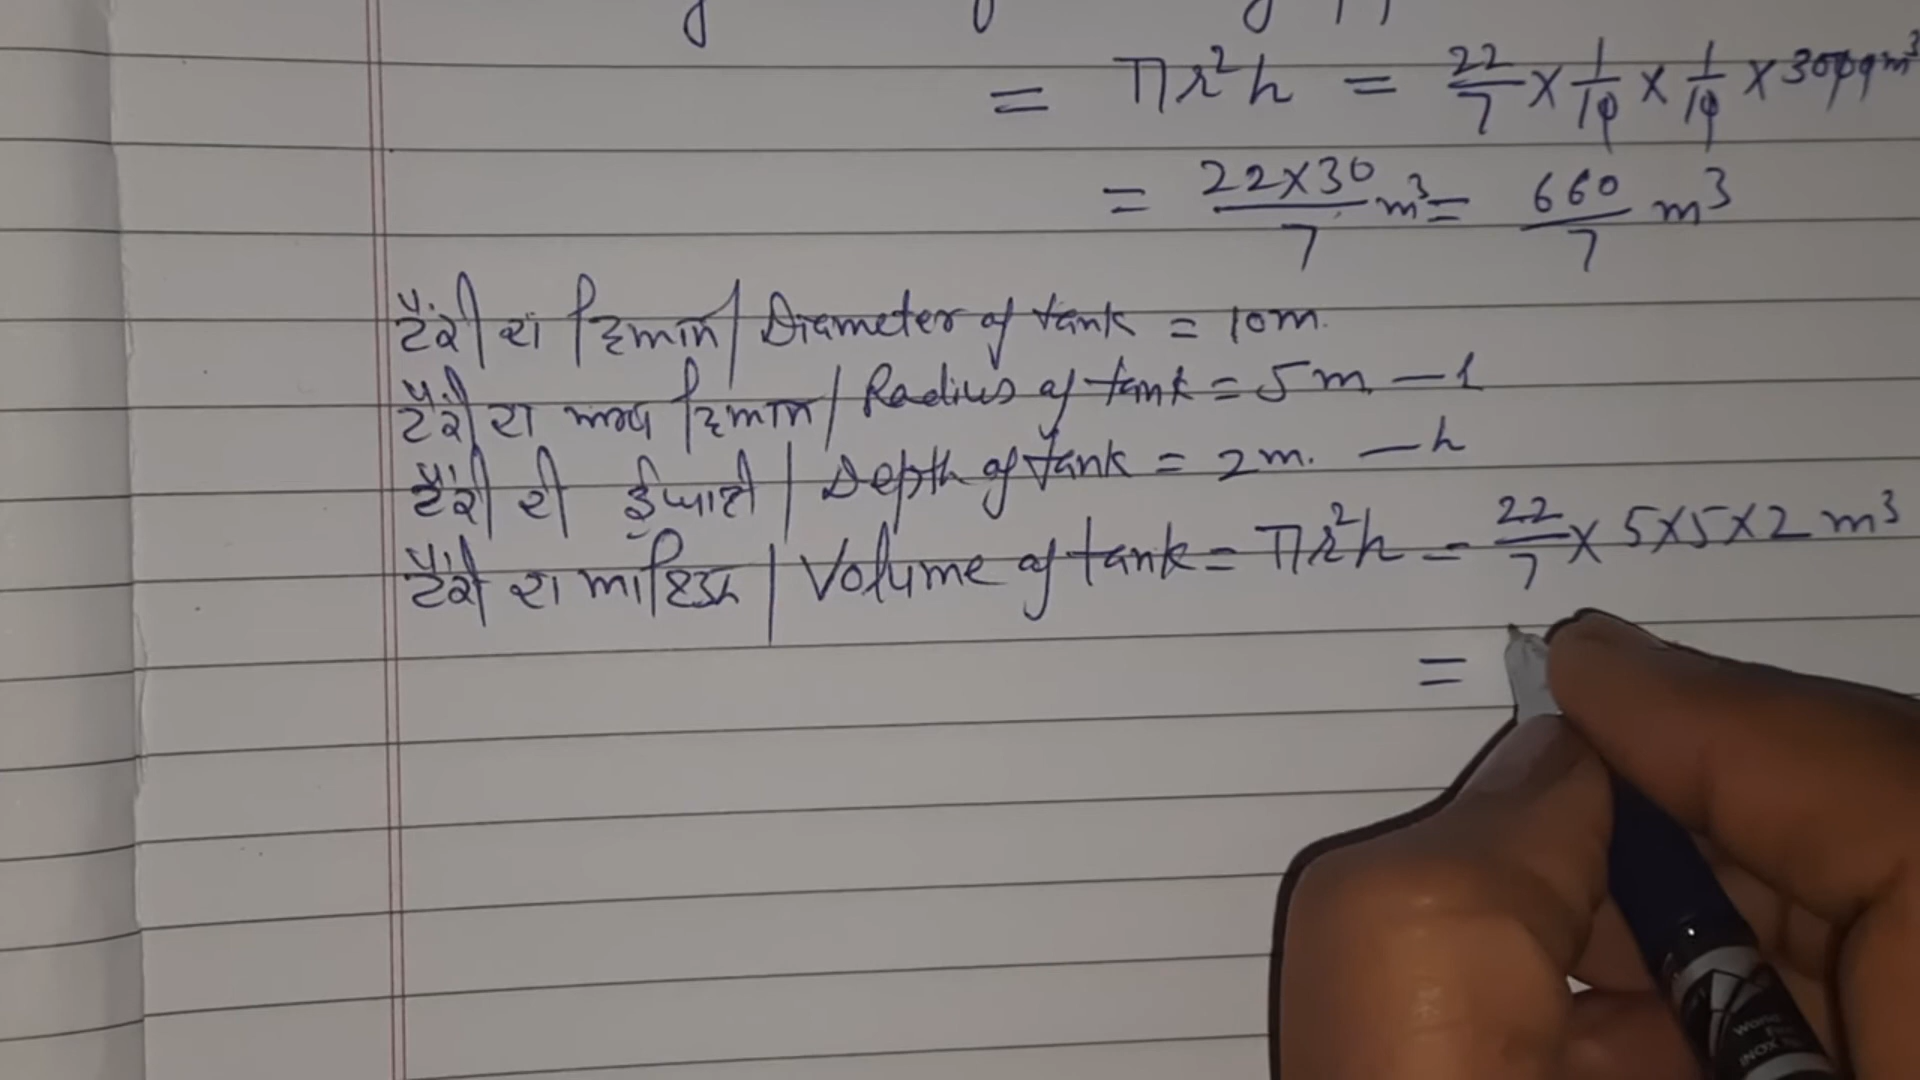 = πr²h = 22/7 × 1/10 × 1/10 × 3000 m³
= 22×30/7 m³ = 660/7 m³
ਟੈਂਕੀ ਦਾ ਵਿਆਸ / Diameter of tank = 10m.
ਟੈਂਕੀ ਦਾ ਅਰਧ ਵਿਆਸ / Radius of tank = 5m — r
ਟੈਂਕੀ ਦੀ ਡੂੰਘਾਈ / Depth of tank = 2m. — h
ਟੈਂਕੀ ਦਾ ਆਇਤਨ / Volume of tank = πr²h = 22/7 × 5×5×2 m³
=